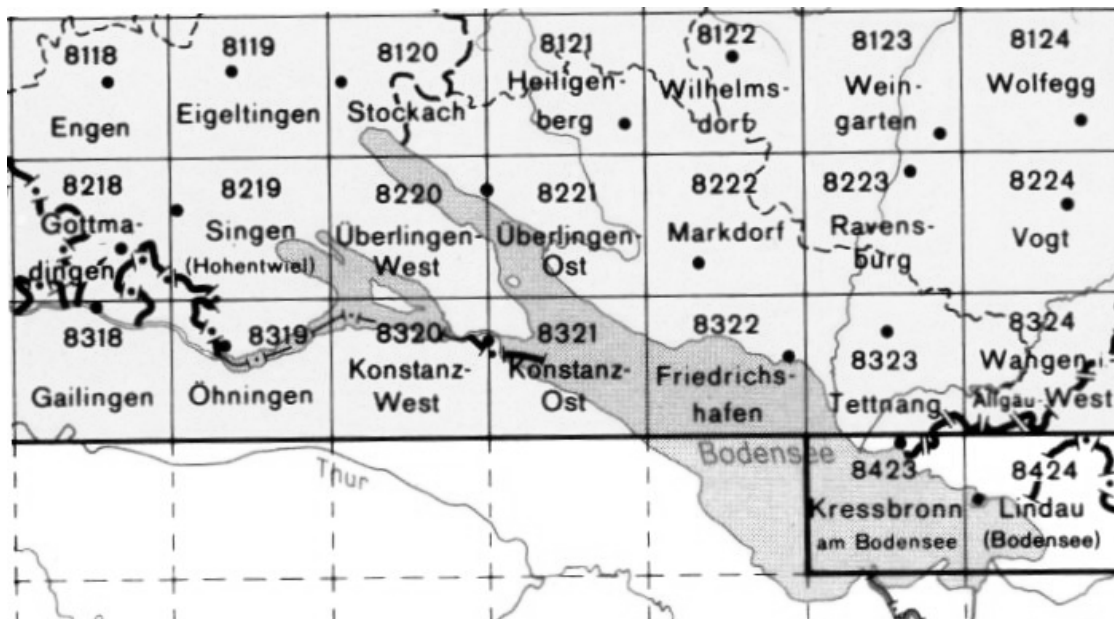 8118
Engen
8119
Eigeltingen
8120
Stockach
8121
Heiligen-
berg
8122
Wilhelms-
dorf
8123
Wein-
garten
8124
Wolfegg
8218
Gottma-
dingen
8219
Singen
(Hohentwiel)
8220
Überlingen-
West
8221
Überlingen-
Ost
8222
Markdorf
8223
Ravens-
burg
8224
Vogt
8318
Gailingen
8319
Öhningen
8320
Konstanz-
West
8321
Konstanz-
Ost
8322
Friedrichs-
hafen
8323
Tettnang
8324
Wangen i
Allgäu-West
Thur
Bodensee
8423
Kressbronn
am Bodensee
8424
Lindau
(Bodensee)